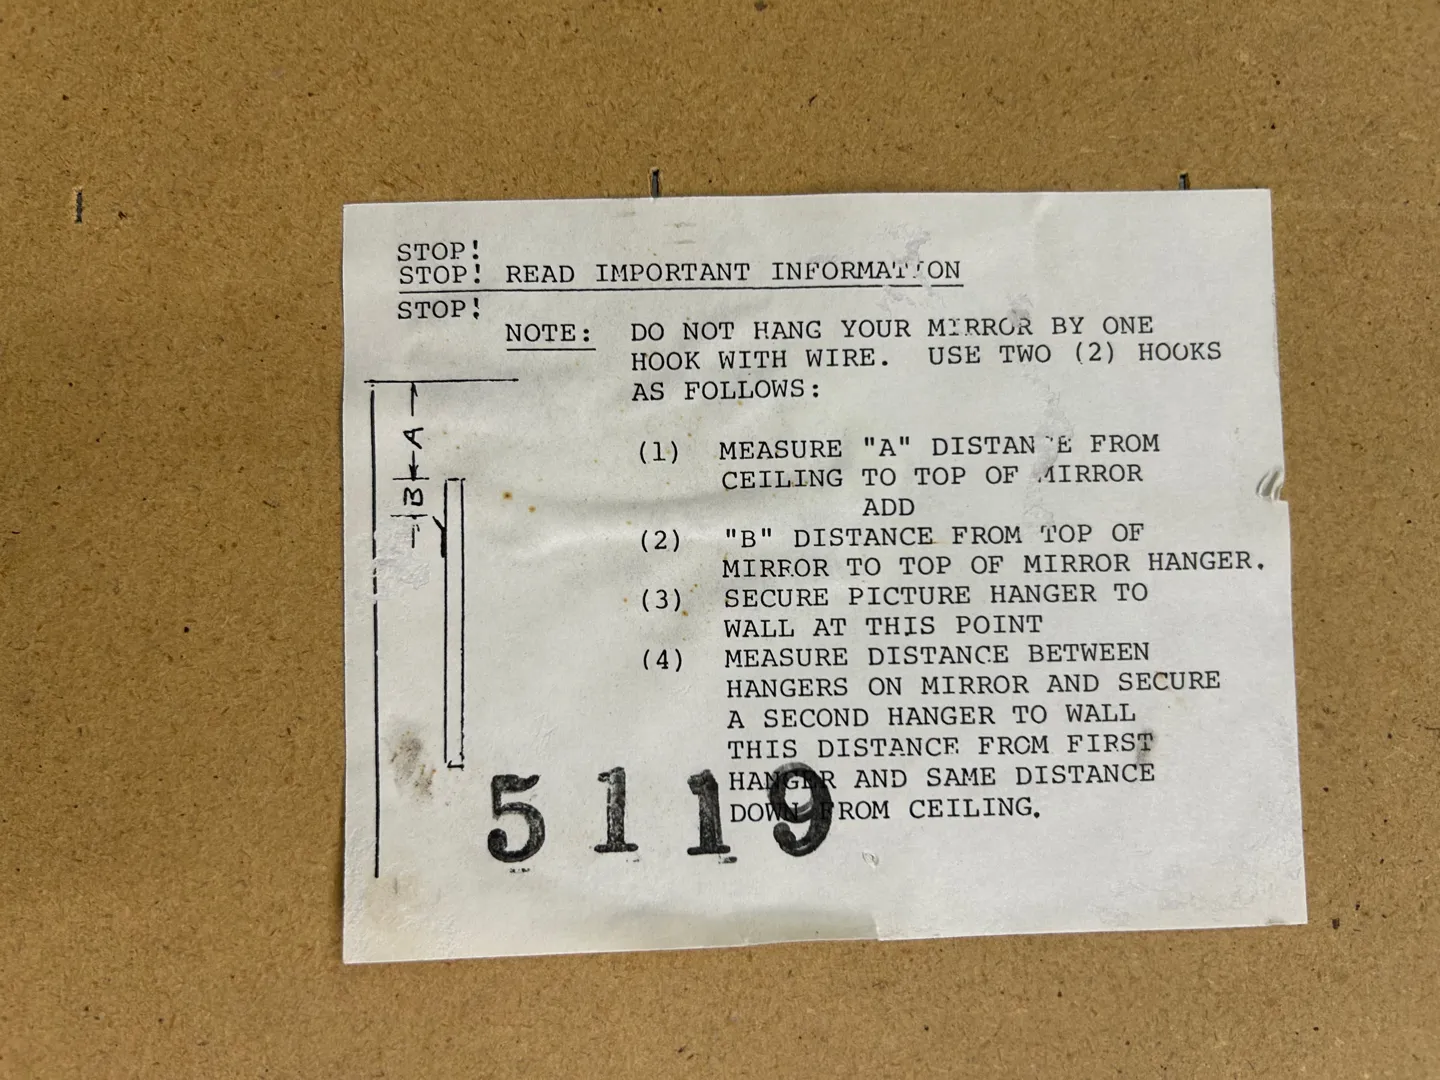 STOP!
STOP! READ IMPORTANT INFORMATION
STOP!
NOTE: DO NOT HANG YOUR MIRROR BY ONE
HOOK WITH WIRE. USE TWO (2) HOOKS
AS FOLLOWS:
(1) MEASURE "A" DISTANCE FROM
CEILING TO TOP OF MIRROR
ADD
(2) "B" DISTANCE FROM TOP OF
MIRROR TO TOP OF MIRROR HANGER.
(3) SECURE PICTURE HANGER TO
WALL AT THIS POINT
(4) MEASURE DISTANCE BETWEEN
HANGERS ON MIRROR AND SECURE
A SECOND HANGER TO WALL
THIS DISTANCE FROM FIRST
HANGER AND SAME DISTANCE
DOWN FROM CEILING.
A
B
5119